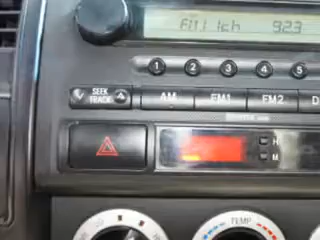 FM1 1ch 92.3
1 2 3 4 5
SEEK TRACK AM FM1 FM2 D
H
M
TEMP